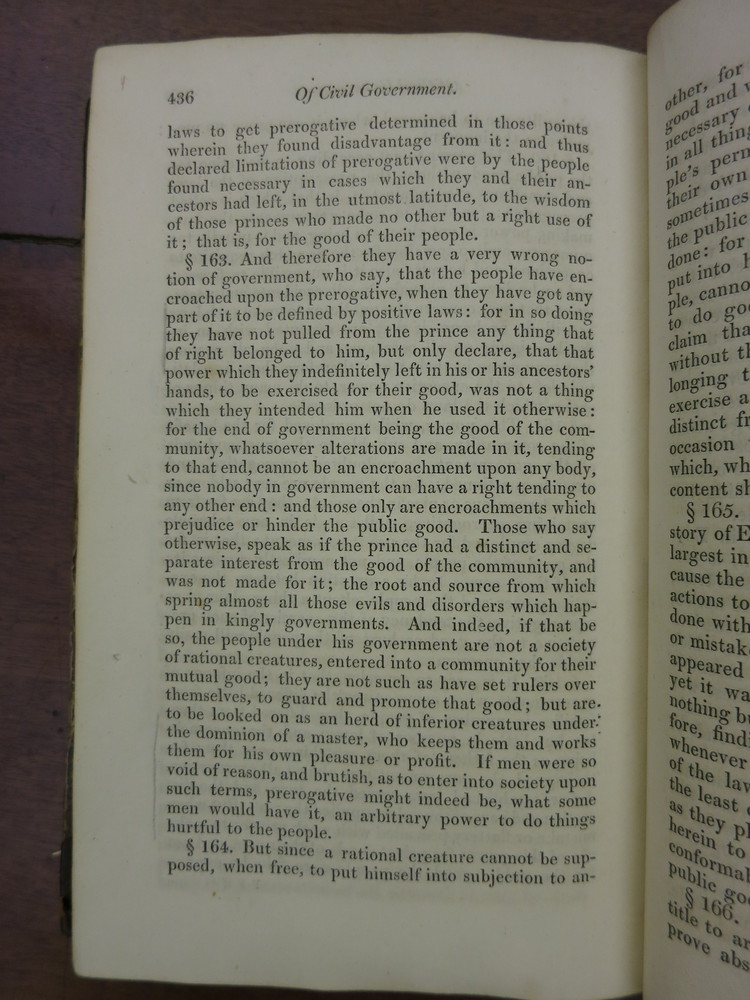 436
Of Civil Government.
laws to get prerogative determined in those points
wherein they found disadvantage from it: and thus
declared limitations of prerogative were by the people
found necessary in cases which they and their an-
cestors had left, in the utmost latitude, to the wisdom
of those princes who made no other but a right use of
it; that is, for the good of their people.
§ 163. And therefore they have a very wrong no-
tion of government, who say, that the people have en-
croached upon the prerogative, when they have got any
part of it to be defined by positive laws: for in so doing
they have not pulled from the prince any thing that
of right belonged to him, but only declare, that that
power which they indefinitely left in his or his ancestors'
hands, to be exercised for their good, was not a thing
which they intended him when he used it otherwise:
for the end of government being the good of the com-
munity, whatsoever alterations are made in it, tending
to that end, cannot be an encroachment upon any body,
since nobody in government can have a right tending to
any other end: and those only are encroachments which
prejudice or hinder the public good. Those who say
otherwise, speak as if the prince had a distinct and se-
parate interest from the good of the community, and
was not made for it; the root and source from which
spring almost all those evils and disorders which hap-
pen in kingly governments. And indeed, if that be
so, the people under his government are not a society
of rational creatures, entered into a community for their
mutual good; they are not such as have set rulers over
themselves, to guard and promote that good; but are
to be looked on as an herd of inferior creatures under
the dominion of a master, who keeps them and works
them for his own pleasure or profit. If men were so
void of reason, and brutish, as to enter into society upon
such terms, prerogative might indeed be, what some
men would have it, an arbitrary power to do things
hurtful to the people.
§ 164. But since a rational creature cannot be sup-
posed, when free, to put himself into subjection to an-
other, for
good and
necessary
in all thin
ple's perm
their own
sometimes
the public
done: for
put into
ple, canno
to do goo
claim tha
without t
longing t
exercise a
distinct fr
occasion
which, wh
content sh
§ 165.
story of E
largest in
cause the
actions to
done with
or mistak
appeared
yet it wa
nothing bu
fore, find
whenever
of the law
the least
as they pl
herein to
conformal
public goo
§ 166.
title to ar
prove abs